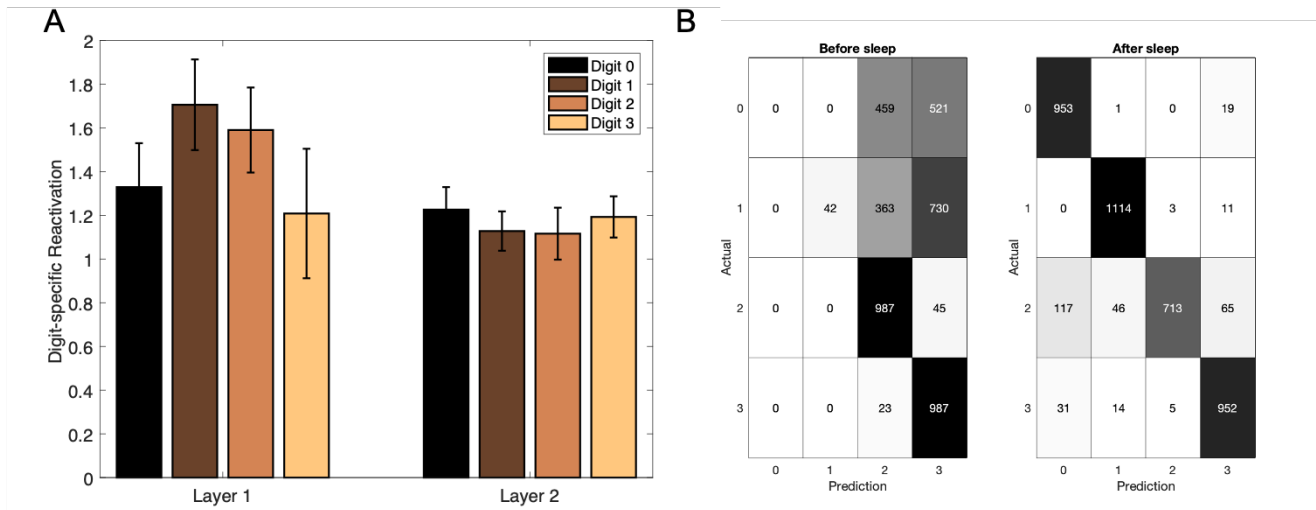 A
B
2
1.8
1.6
1.4
1.2
1
0.8
0.6
0.4
0.2
0
Digit-specific Reactivation
Digit 0
Digit 1
Digit 2
Digit 3
Layer 1
Layer 2
Before sleep
Actual
0 0 0 459 521
1 0 42 363 730
2 0 0 987 45
3 0 0 23 987
0 1 2 3
Prediction
After sleep
Actual
0 953 1 0 19
1 0 1114 3 11
2 117 46 713 65
3 31 14 5 952
0 1 2 3
Prediction